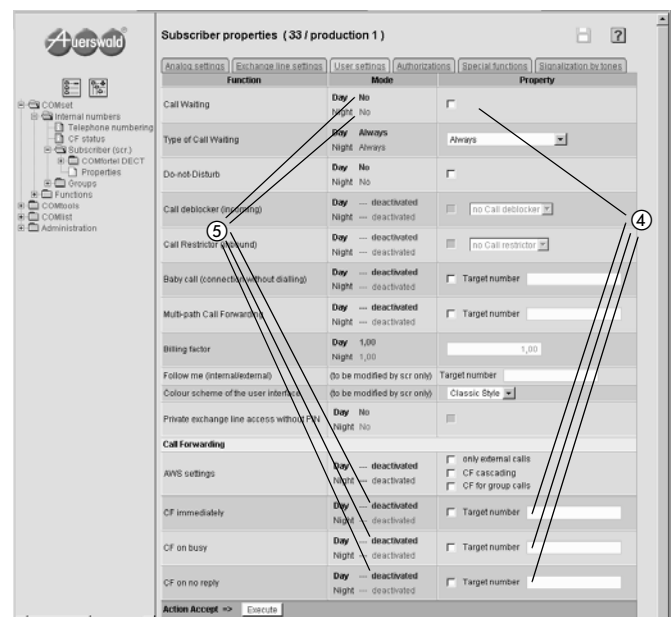 Auerswald
Subscriber properties ( 33 / production 1 )
?
Analog settings Exchange line settings User settings Authorizations Special functions Signalization by tones
Function Mode Property
COMset
Internal numbers
Telephone numbering
CF status
Subscriber (scr.)
COMfortel DECT
Properties
Groups
Functions
COMtools
COMlist
Administration
Call Waiting
Day No
Night No
Type of Call Waiting
Day Always
Night Always
Always
Do-not-Disturb
Day No
Night No
Call deblocker (incoming)
Day --- deactivated
Night --- deactivated
no Call deblocker
5
4
Call Restrictor (inbound)
Day --- deactivated
Night --- deactivated
no Call restrictor
Baby call (connection without dialling)
Day --- deactivated
Night --- deactivated
Target number
Multi-path Call Forwarding
Day --- deactivated
Night --- deactivated
Target number
Billing factor
Day 1,00
Night 1,00
1,00
Follow me (internal/external) (to be modified by scr only) Target number
Colour scheme of the user interface (to be modified by scr only) Classic Style
Private exchange line access without PIN
Day No
Night No
Call Forwarding
AWS settings
Day --- deactivated
Night --- deactivated
only external calls
CF cascading
CF for group calls
CF immediately
Day --- deactivated
Night --- deactivated
Target number
CF on busy
Day --- deactivated
Night --- deactivated
Target number
CF on no reply
Day --- deactivated
Night --- deactivated
Target number
Action Accept => Execute